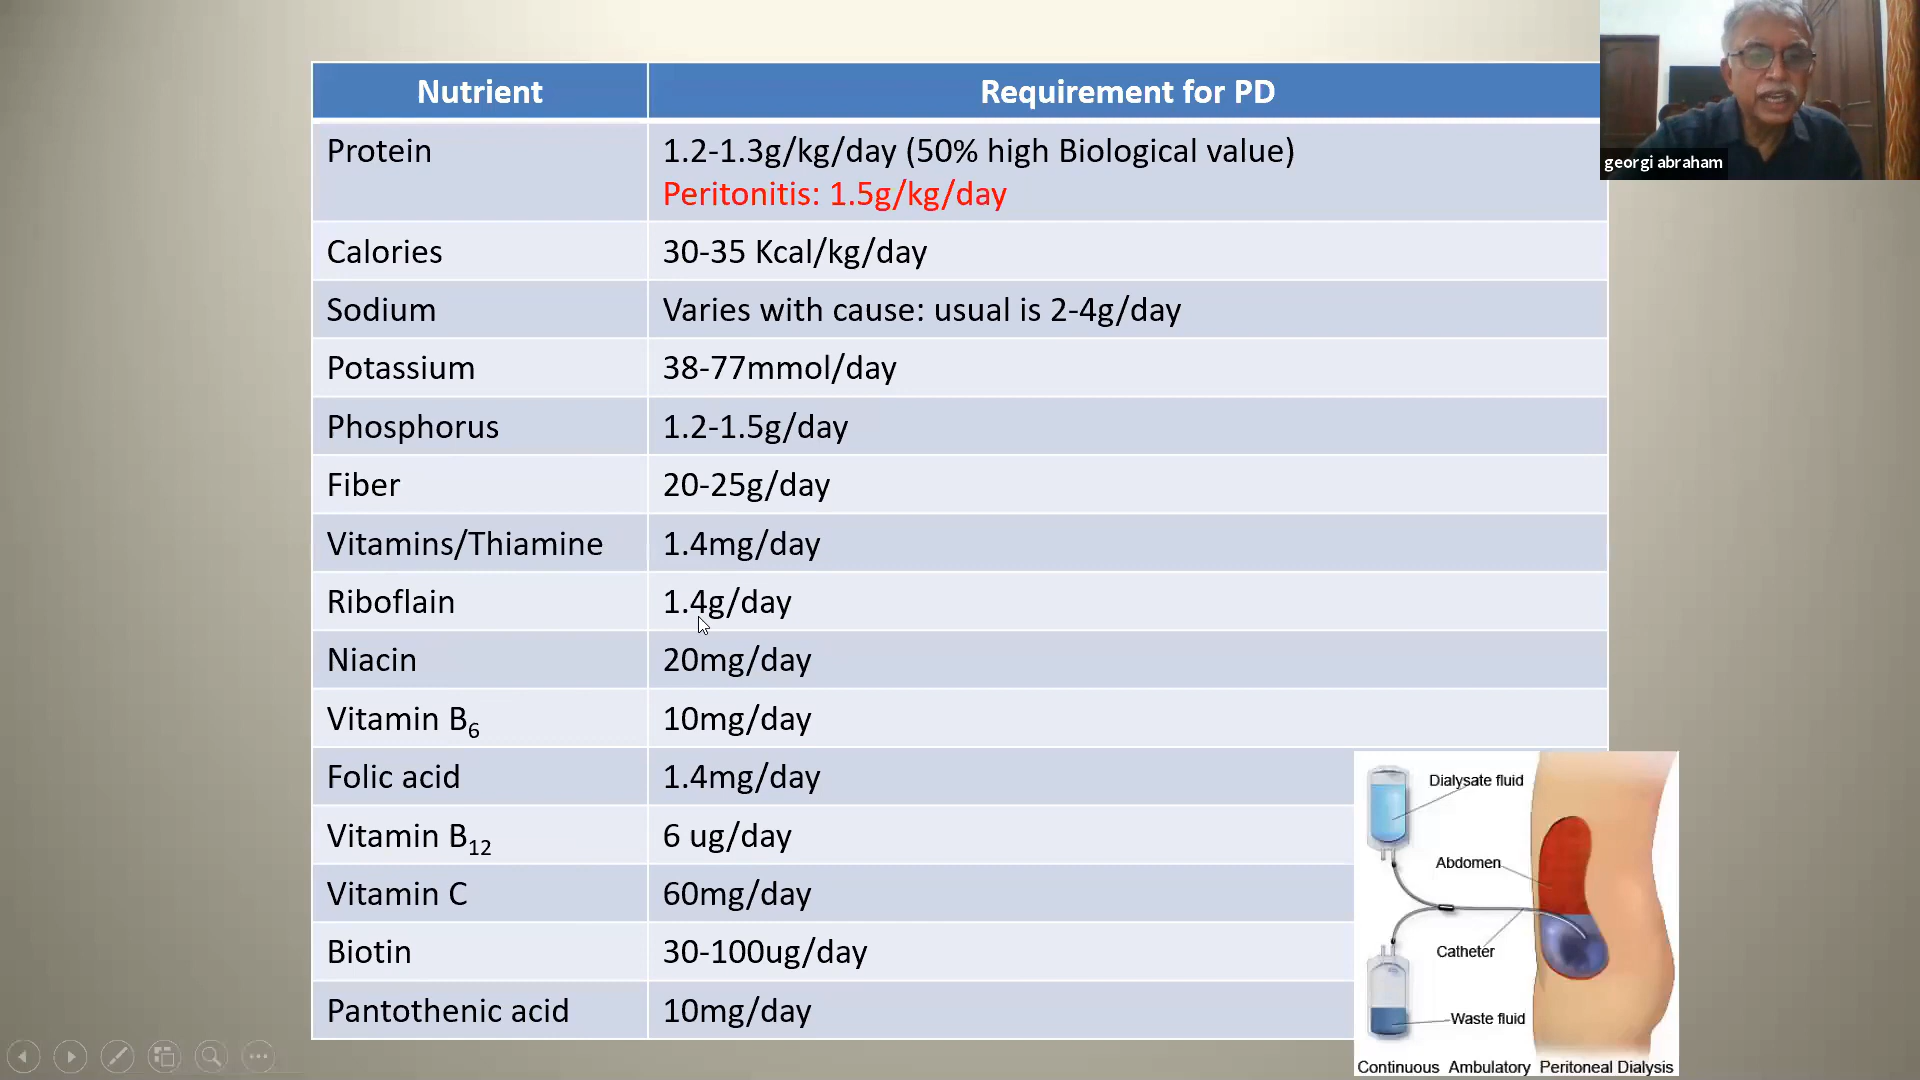 Nutrient Requirement for PD
Protein 1.2-1.3g/kg/day (50% high Biological value)
Peritonitis: 1.5g/kg/day
Calories 30-35 Kcal/kg/day
Sodium Varies with cause: usual is 2-4g/day
Potassium 38-77mmol/day
Phosphorus 1.2-1.5g/day
Fiber 20-25g/day
Vitamins/Thiamine 1.4mg/day
Riboflain 1.4g/day
Niacin 20mg/day
Vitamin B6 10mg/day
Folic acid 1.4mg/day
Vitamin B12 6 ug/day
Vitamin C 60mg/day
Biotin 30-100ug/day
Pantothenic acid 10mg/day
georgi abraham
Dialysate fluid
Abdomen
Catheter
Waste fluid
Continuous Ambulatory Peritoneal Dialysis